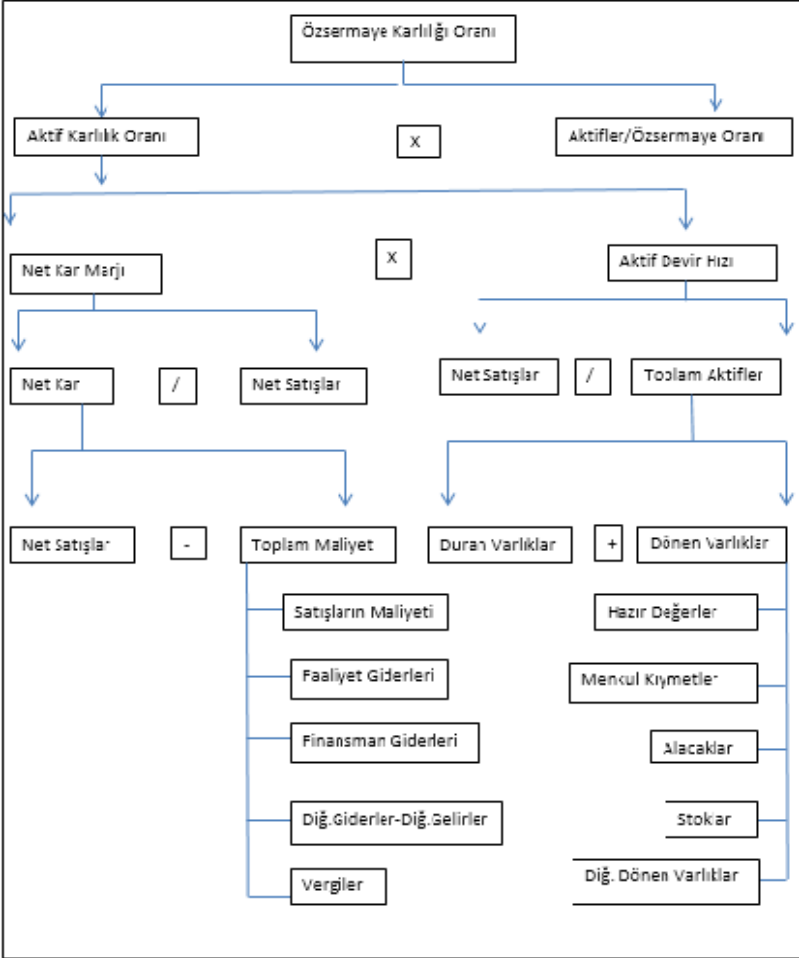 Özsermaye Karlılığı Oranı
Aktif Karlılık Oranı
X
Aktifler/Özsermaye Oranı
Net Kar Marjı
X
Aktif Devir Hızı
Net Kar
/
Net Satışlar
Net Satışlar
/
Toplam Aktifler
Net Satışlar
-
Toplam Maliyet
Duran Varlıklar
+
Dönen Varlıklar
Satışların Maliyeti
Hazır Değerler
Faaliyet Giderleri
Menkul Kıymetler
Finansman Giderleri
Alacaklar
Diğ.Giderler-Diğ.Gelirler
Stoklar
Vergiler
Diğ. Dönen Varlıklar